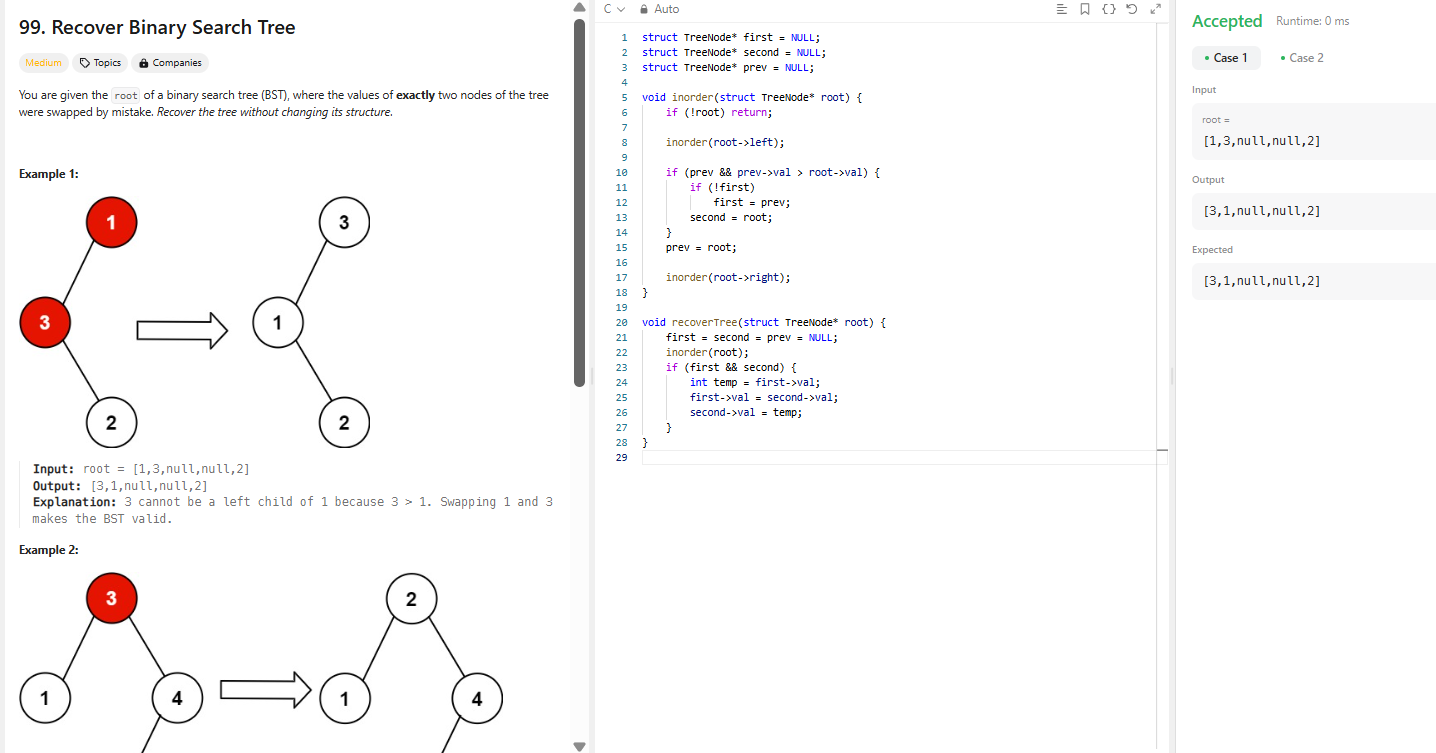 99. Recover Binary Search Tree
Medium Topics Companies
You are given the root of a binary search tree (BST), where the values of exactly two nodes of the tree
were swapped by mistake. Recover the tree without changing its structure.
Example 1:
1
3
3
1
2
2
Input: root = [1,3,null,null,2]
Output: [3,1,null,null,2]
Explanation: 3 cannot be a left child of 1 because 3 > 1. Swapping 1 and 3
makes the BST valid.
Example 2:
3
2
1
4
1
4
C Auto
1 struct TreeNode* first = NULL;
2 struct TreeNode* second = NULL;
3 struct TreeNode* prev = NULL;
4
5 void inorder(struct TreeNode* root) {
6     if (!root) return;
7
8     inorder(root->left);
9
10     if (prev && prev->val > root->val) {
11         if (!first)
12             first = prev;
13         second = root;
14     }
15     prev = root;
16
17     inorder(root->right);
18 }
19
20 void recoverTree(struct TreeNode* root) {
21     first = second = prev = NULL;
22     inorder(root);
23     if (first && second) {
24         int temp = first->val;
25         first->val = second->val;
26         second->val = temp;
27     }
28 }
29
Accepted Runtime: 0 ms
• Case 1 • Case 2
Input
root =
[1,3,null,null,2]
Output
[3,1,null,null,2]
Expected
[3,1,null,null,2]